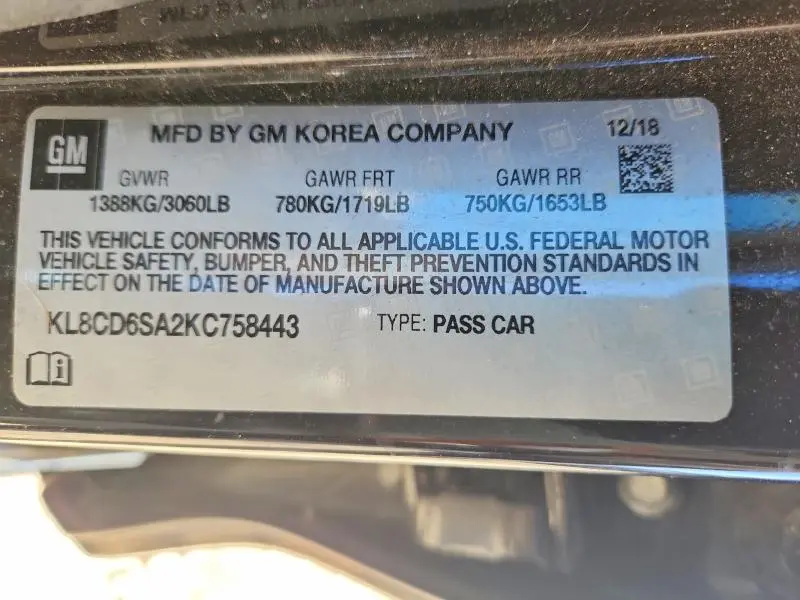 GM
MFD BY GM KOREA COMPANY
12/18
GVWR GAWR FRT GAWR RR
1388KG/3060LB 780KG/1719LB 750KG/1653LB
THIS VEHICLE CONFORMS TO ALL APPLICABLE U.S. FEDERAL MOTOR
VEHICLE SAFETY, BUMPER, AND THEFT PREVENTION STANDARDS IN
EFFECT ON THE DATE OF MANUFACTURE SHOWN ABOVE.
KL8CD6SA2KC758443 TYPE: PASS CAR